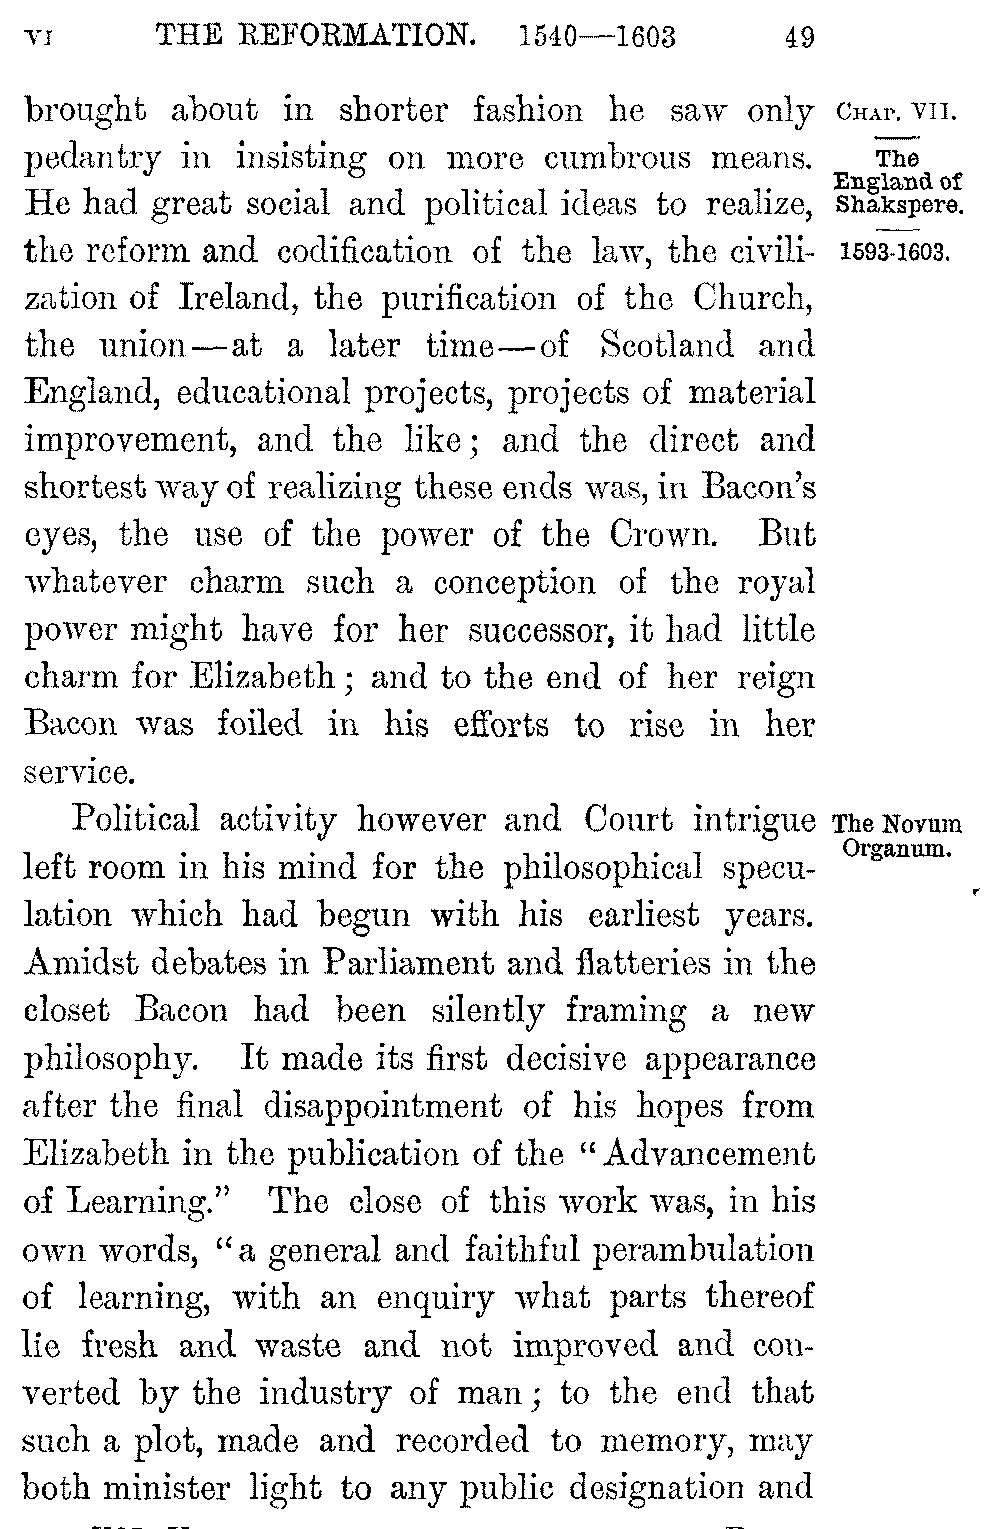 VI THE REFORMATION. 1540—1603 49
brought about in shorter fashion he saw only
pedantry in insisting on more cumbrous means.
He had great social and political ideas to realize,
the reform and codification of the law, the civili-
zation of Ireland, the purification of the Church,
the union—at a later time—of Scotland and
England, educational projects, projects of material
improvement, and the like; and the direct and
shortest way of realizing these ends was, in Bacon's
eyes, the use of the power of the Crown. But
whatever charm such a conception of the royal
power might have for her successor, it had little
charm for Elizabeth; and to the end of her reign
Bacon was foiled in his efforts to rise in her
service.
Political activity however and Court intrigue
left room in his mind for the philosophical specu-
lation which had begun with his earliest years.
Amidst debates in Parliament and flatteries in the
closet Bacon had been silently framing a new
philosophy. It made its first decisive appearance
after the final disappointment of his hopes from
Elizabeth in the publication of the "Advancement
of Learning." The close of this work was, in his
own words, "a general and faithful perambulation
of learning, with an enquiry what parts thereof
lie fresh and waste and not improved and con-
verted by the industry of man; to the end that
such a plot, made and recorded to memory, may
both minister light to any public designation and
CHAP. VII.
The
England of
Shakspere.
1593-1603.
The Novum
Organum.